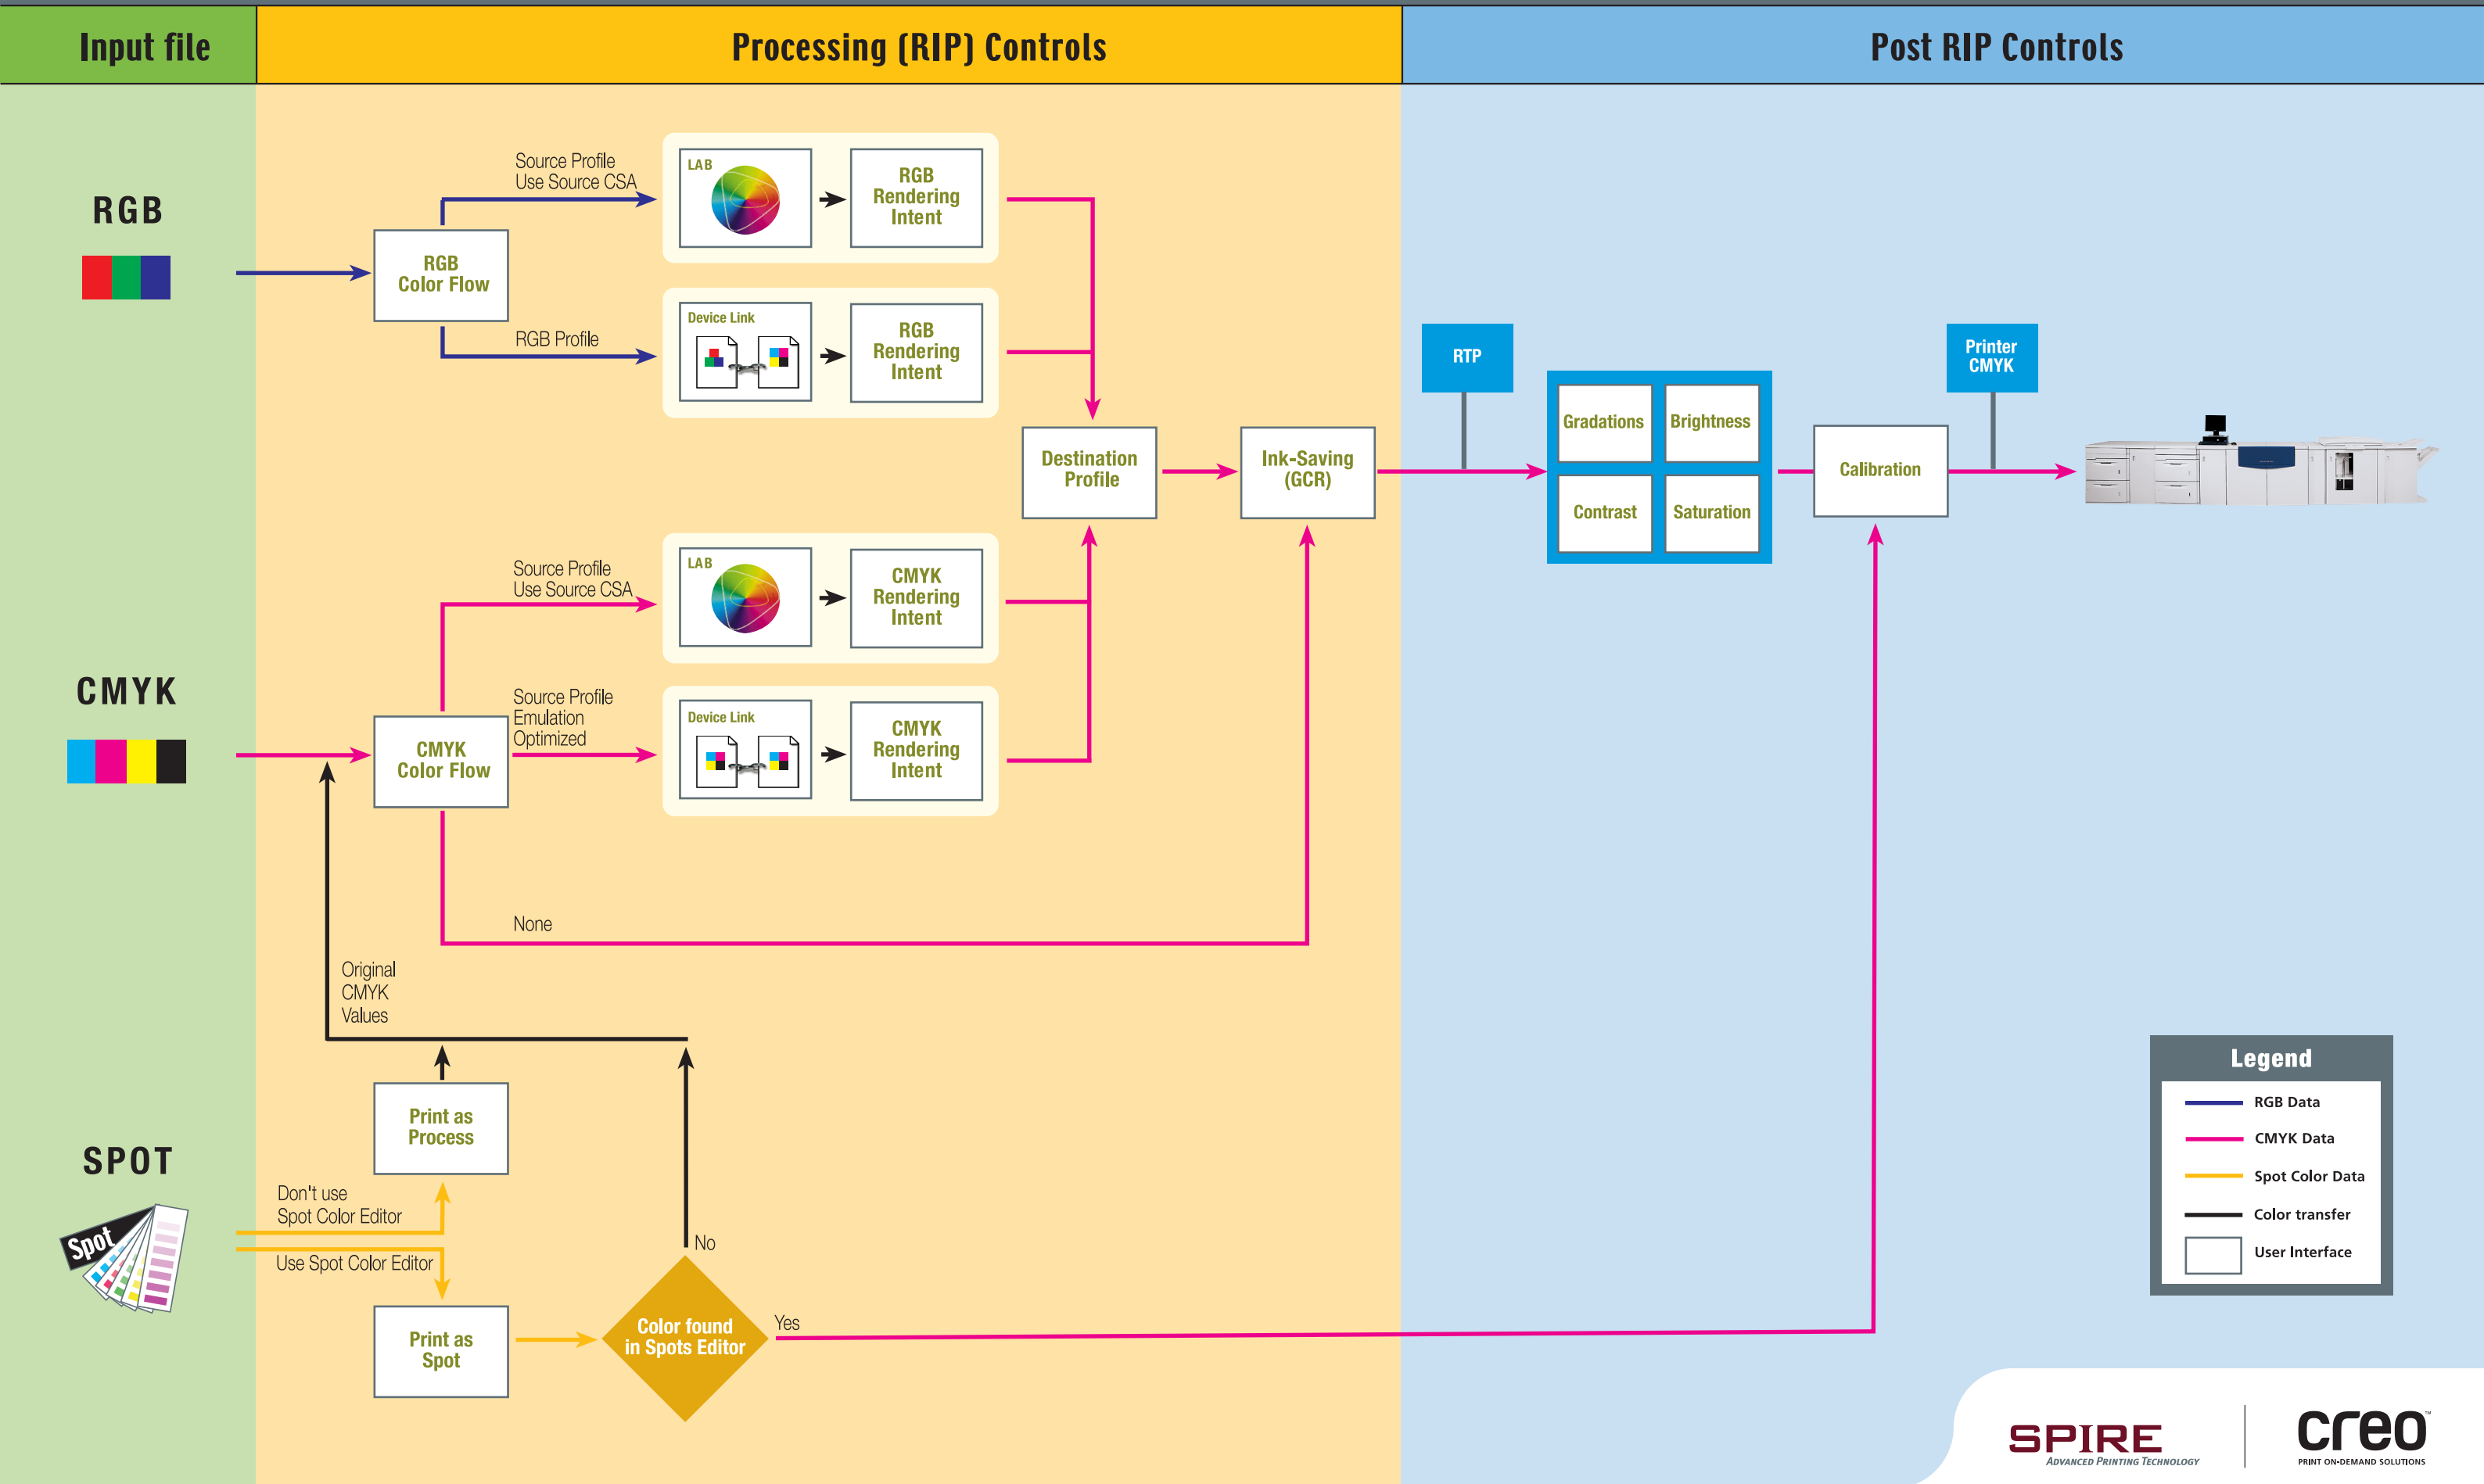 Input file
Processing (RIP) Controls
Post RIP Controls
RGB
Source Profile
Use Source CSA
LAB
RGB
Rendering
Intent
RGB
Color Flow
RGB Profile
Device Link
RGB
Rendering
Intent
RTP
Printer
CMYK
Gradations
Brightness
Contrast
Saturation
Destination
Profile
Ink-Saving
(GCR)
Calibration
Source Profile
Use Source CSA
LAB
CMYK
Rendering
Intent
CMYK
Source Profile
Emulation
Optimized
CMYK
Color Flow
Device Link
CMYK
Rendering
Intent
None
Original
CMYK
Values
Print as
Process
SPOT
Spot
Don't use
Spot Color Editor
Use Spot Color Editor
No
Print as
Spot
Color found
in Spots Editor
Yes
Legend
RGB Data
CMYK Data
Spot Color Data
Color transfer
User Interface
SPIRE
ADVANCED PRINTING TECHNOLOGY
creo™
PRINT ON-DEMAND SOLUTIONS